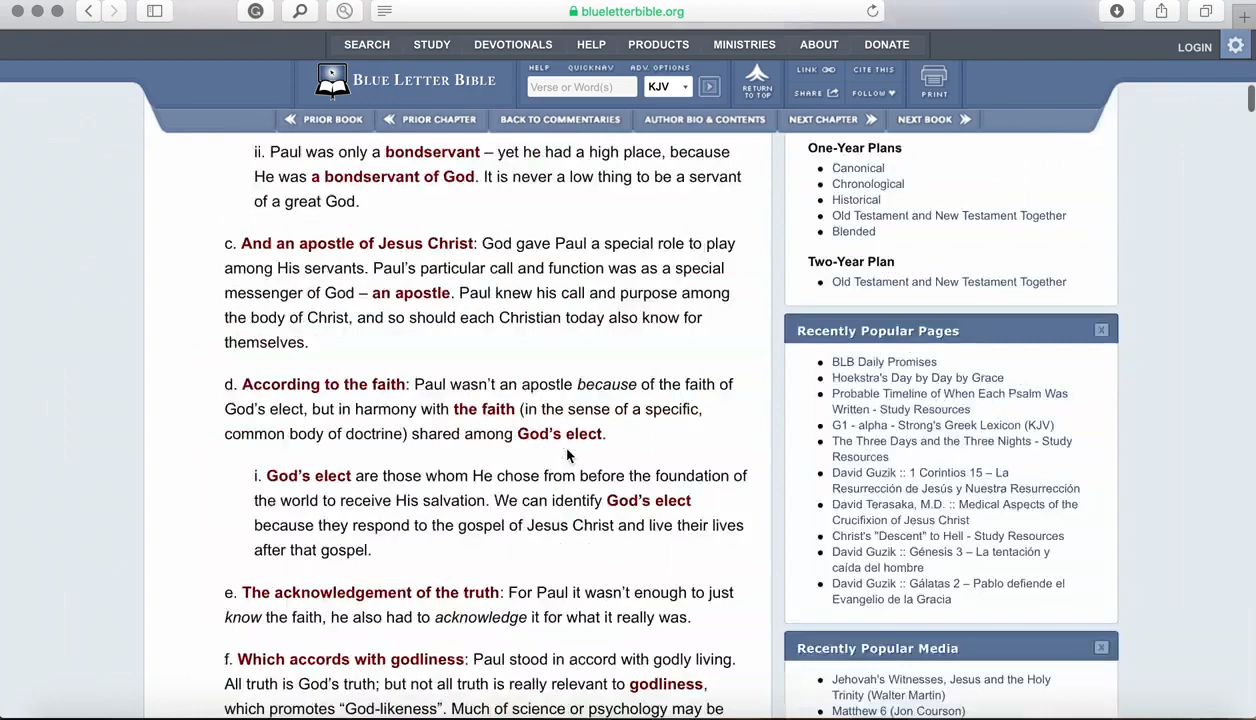 blueletterbible.org
SEARCH STUDY DEVOTIONALS HELP PRODUCTS MINISTRIES ABOUT DONATE LOGIN
BLUE LETTER BIBLE
HELP QUICKNAV ADV. OPTIONS
Verse or Word(s) KJV
RETURN TO TOP
LINK CITE THIS
SHARE FOLLOW
PRINT
PRIOR BOOK PRIOR CHAPTER BACK TO COMMENTARIES AUTHOR BIO & CONTENTS NEXT CHAPTER NEXT BOOK
ii. Paul was only a bondservant – yet he had a high place, because
He was a bondservant of God. It is never a low thing to be a servant
of a great God.
c. And an apostle of Jesus Christ: God gave Paul a special role to play
among His servants. Paul's particular call and function was as a special
messenger of God – an apostle. Paul knew his call and purpose among
the body of Christ, and so should each Christian today also know for
themselves.
d. According to the faith: Paul wasn't an apostle because of the faith of
God's elect, but in harmony with the faith (in the sense of a specific,
common body of doctrine) shared among God's elect.
i. God's elect are those whom He chose from before the foundation of
the world to receive His salvation. We can identify God's elect
because they respond to the gospel of Jesus Christ and live their lives
after that gospel.
e. The acknowledgement of the truth: For Paul it wasn't enough to just
know the faith, he also had to acknowledge it for what it really was.
f. Which accords with godliness: Paul stood in accord with godly living.
All truth is God's truth; but not all truth is really relevant to godliness,
which promotes “God-likeness”. Much of science or psychology may be
One-Year Plans
Canonical
Chronological
Historical
Old Testament and New Testament Together
Blended
Two-Year Plan
Old Testament and New Testament Together
Recently Popular Pages
x
BLB Daily Promises
Hoekstra's Day by Day by Grace
Probable Timeline of When Each Psalm Was
Written - Study Resources
G1 - alpha - Strong's Greek Lexicon (KJV)
The Three Days and the Three Nights - Study
Resources
David Guzik :: 1 Corintios 15 – La
Resurrección de Jesús y Nuestra Resurrección
David Terasaka, M.D. :: Medical Aspects of the
Crucifixion of Jesus Christ
Christ's "Descent" to Hell - Study Resources
David Guzik :: Génesis 3 – La tentación y
caída del hombre
David Guzik :: Gálatas 2 – Pablo defiende el
Evangelio de la Gracia
Recently Popular Media
x
Jehovah's Witnesses, Jesus and the Holy
Trinity (Walter Martin)
Matthew 6 (Jon Courson)